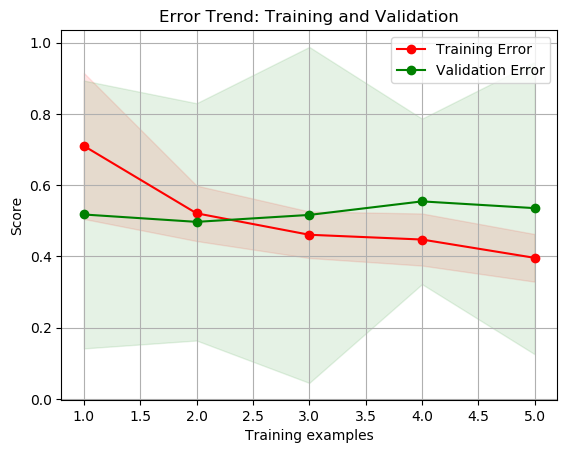 Error Trend: Training and Validation
Training Error
Validation Error
Score
1.0
0.8
0.6
0.4
0.2
0.0
1.0 1.5 2.0 2.5 3.0 3.5 4.0 4.5 5.0
Training examples